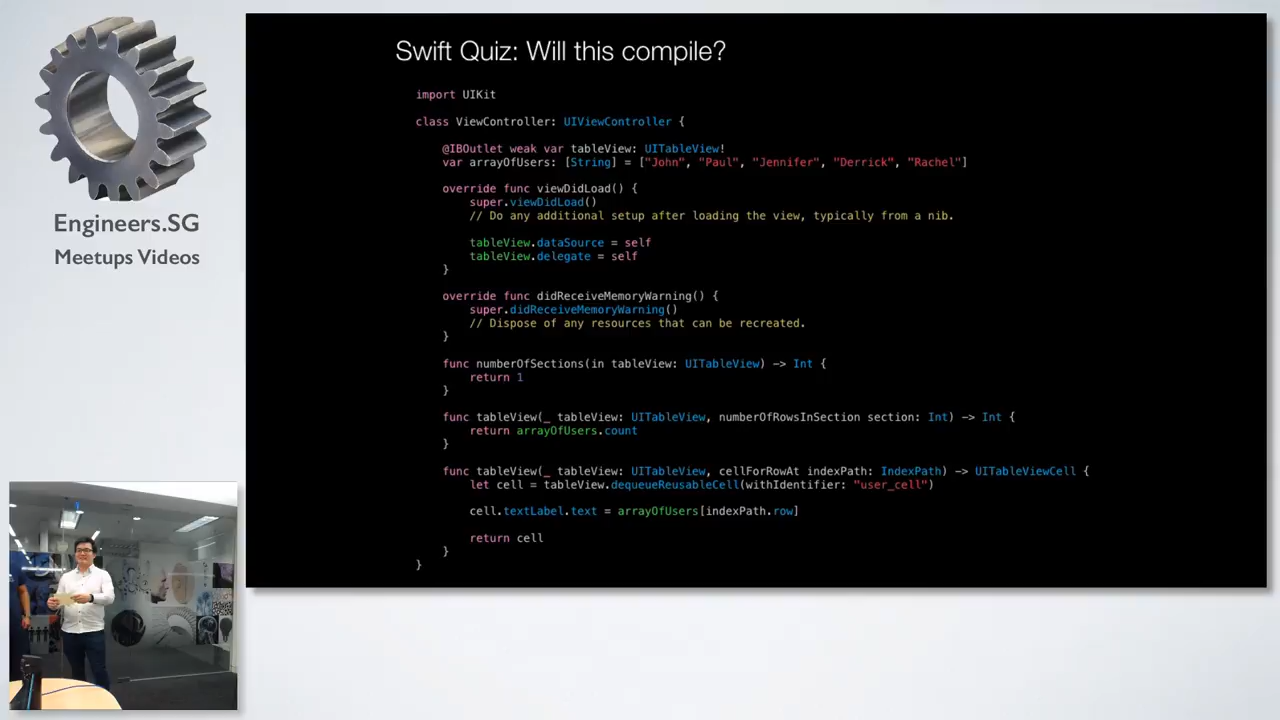 Engineers.SG
Meetups Videos
Swift Quiz: Will this compile?
import UIKit
class ViewController: UIViewController {
@IBOutlet weak var tableView: UITableView!
var arrayOfUsers: [String] = ["John", "Paul", "Jennifer", "Derrick", "Rachel"]
override func viewDidLoad() {
super.viewDidLoad()
// Do any additional setup after loading the view, typically from a nib.
tableView.dataSource = self
tableView.delegate = self
}
override func didReceiveMemoryWarning() {
super.didReceiveMemoryWarning()
// Dispose of any resources that can be recreated.
}
func numberOfSections(in tableView: UITableView) -> Int {
return 1
}
func tableView(_ tableView: UITableView, numberOfRowsInSection section: Int) -> Int {
return arrayOfUsers.count
}
func tableView(_ tableView: UITableView, cellForRowAt indexPath: IndexPath) -> UITableViewCell {
let cell = tableView.dequeueReusableCell(withIdentifier: "user_cell")
cell.textLabel.text = arrayOfUsers[indexPath.row]
return cell
}
}